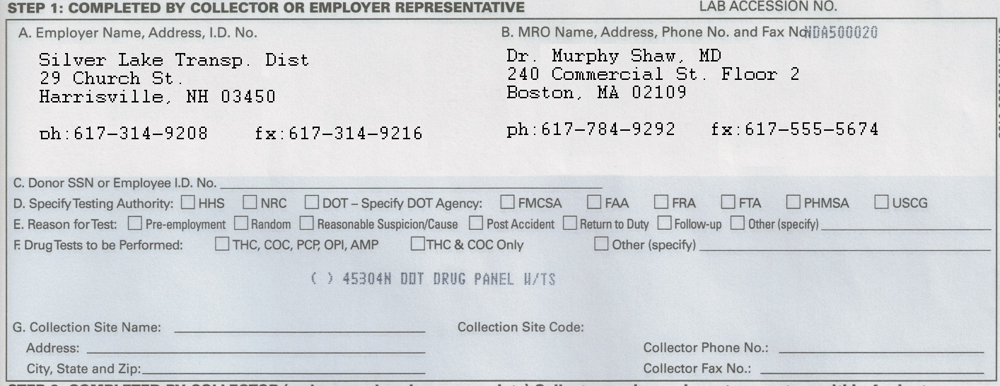 STEP 1: COMPLETED BY COLLECTOR OR EMPLOYER REPRESENTATIVE
LAB ACCESSION NO.
A. Employer Name, Address, I.D. No.
B. MRO Name, Address, Phone No. and Fax No. NDA500020
Silver Lake Transp. Dist
29 Church St.
Harrisville, NH 03450
ph:617-314-9208 fx:617-314-9216
Dr. Murphy Shaw, MD
240 Commercial St. Floor 2
Boston, MA 02109
ph:617-784-9292 fx:617-555-5674
C. Donor SSN or Employee I.D. No.
D. Specify Testing Authority: HHS NRC DOT – Specify DOT Agency: FMCSA FAA FRA FTA PHMSA USCG
E. Reason for Test: Pre-employment Random Reasonable Suspicion/Cause Post Accident Return to Duty Follow-up Other (specify)
F. Drug Tests to be Performed: THC, COC, PCP, OPI, AMP THC & COC Only Other (specify)
( ) 45304N DOT DRUG PANEL W/TS
G. Collection Site Name: Collection Site Code:
Address: Collector Phone No.:
City, State and Zip: Collector Fax No.: